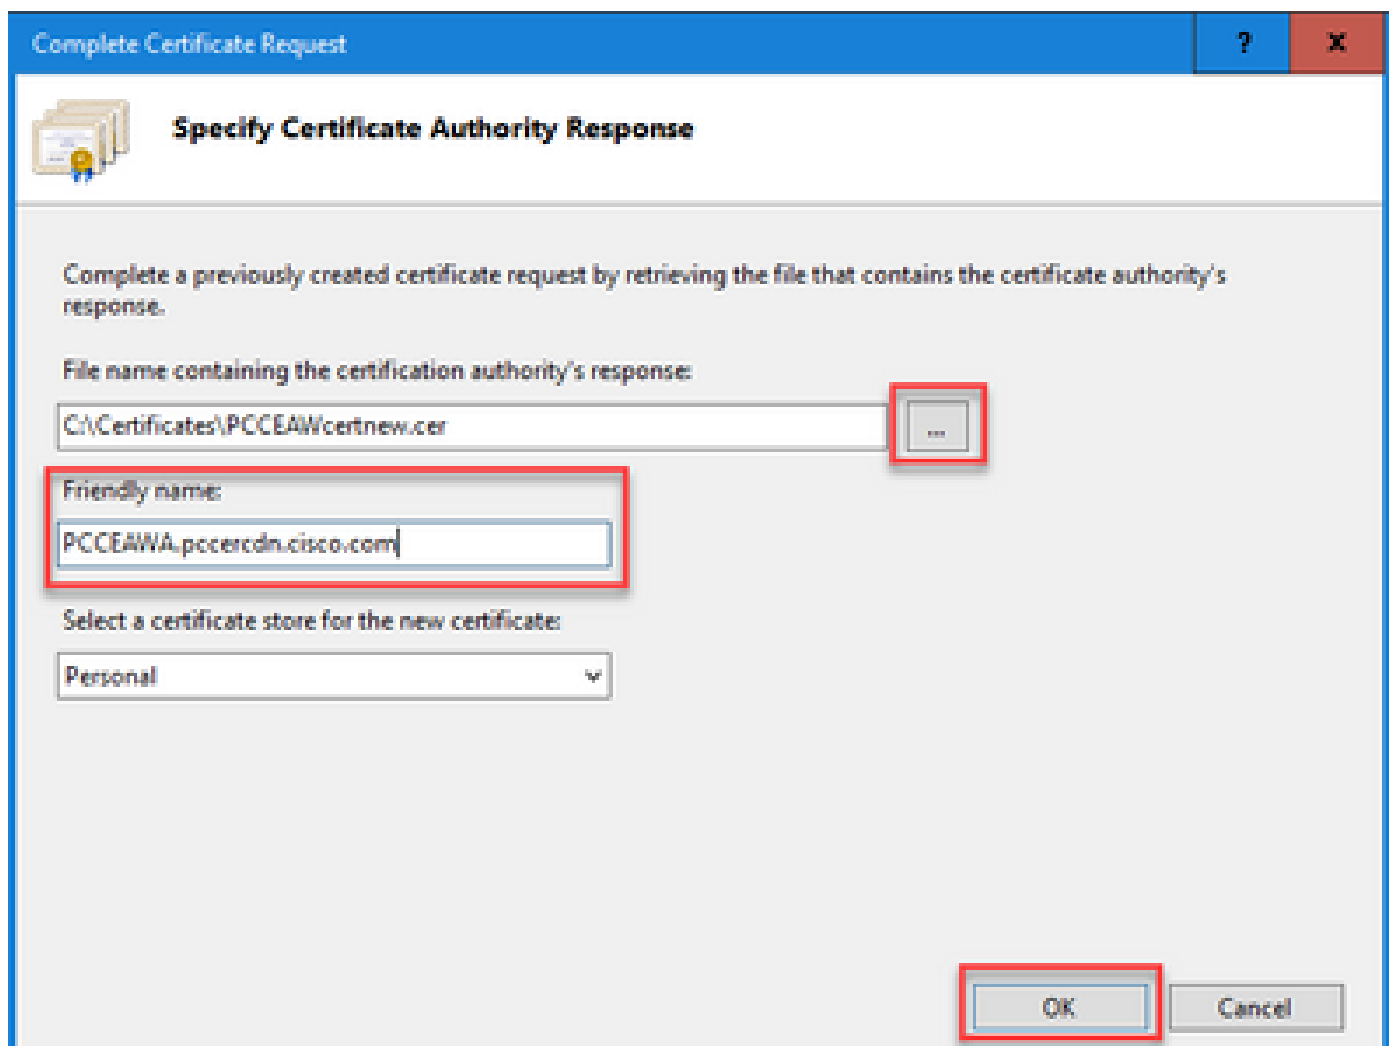 Complete Certificate Request
?
x
Specify Certificate Authority Response
Complete a previously created certificate request by retrieving the file that contains the certificate authority's
response.
File name containing the certification authority's response:
C:\Certificates\PCCEAWcertnew.cer
...
Friendly name:
PCCEAWA.pccercdn.cisco.com
Select a certificate store for the new certificate:
Personal
OK
Cancel